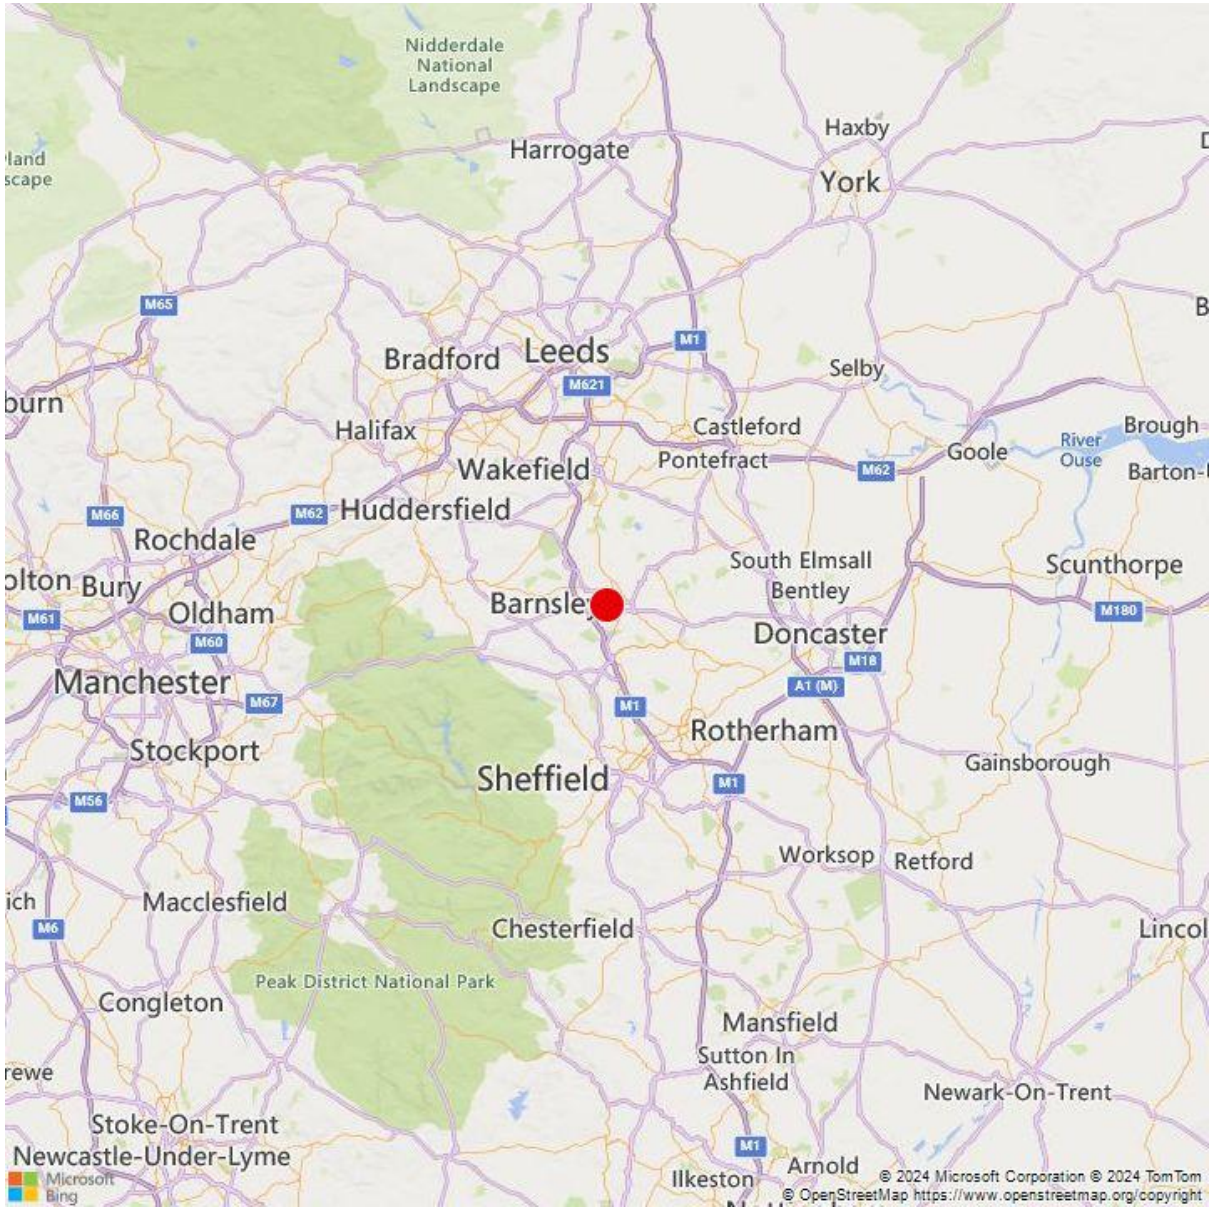 Nidderdale
National
Landscape
Haxby
Harrogate
land
scape
York
M65
M1
Bradford
Leeds
Selby
M621
burn
Halifax
Castleford
Brough
River
Ouse
Goole
Pontefract
Wakefield
M62
Barton-
M66
M62
Huddersfield
Rochdale
South Elmsall
Scunthorpe
olton
Bury
Bentley
Barnsley
M61
Oldham
M180
M60
Doncaster
M18
Manchester
A1 (M)
M67
M1
Rotherham
Stockport
Gainsborough
Sheffield
M1
M56
Worksop
Retford
ich
Macclesfield
M6
Chesterfield
Lincol
Peak District National Park
Congleton
Mansfield
Sutton In
Ashfield
rewe
Newark-On-Trent
Stoke-On-Trent
Newcastle-Under-Lyme
M1
Arnold
Ilkeston
Microsoft
Bing
© 2024 Microsoft Corporation © 2024 TomTom
© OpenStreetMap https://www.openstreetmap.org/copyright